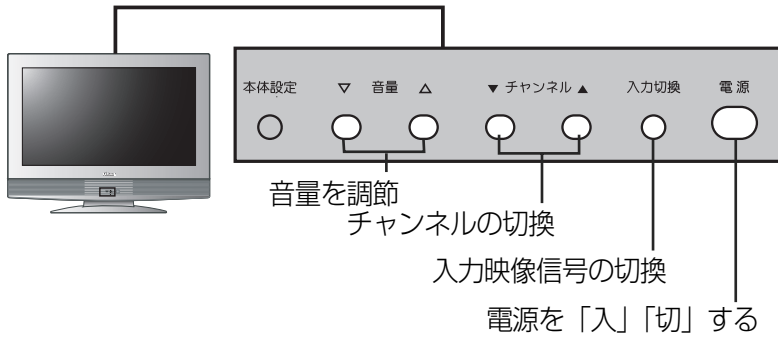 本体設定 ▽ 音量 △ ▼ チャンネル ▲ 入力切換 電源
音量を調節
チャンネルの切換
入力映像信号の切換
電源を「入」「切」する